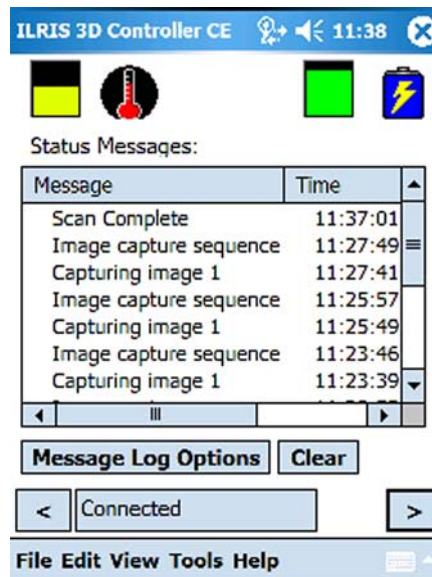 ILRIS 3D Controller CE 11:38
Status Messages:
Message Time
Scan Complete 11:37:01
Image capture sequence 11:27:49
Capturing image 1 11:27:41
Image capture sequence 11:25:57
Capturing image 1 11:25:49
Image capture sequence 11:23:46
Capturing image 1 11:23:39
Message Log Options Clear
< Connected >
File Edit View Tools Help